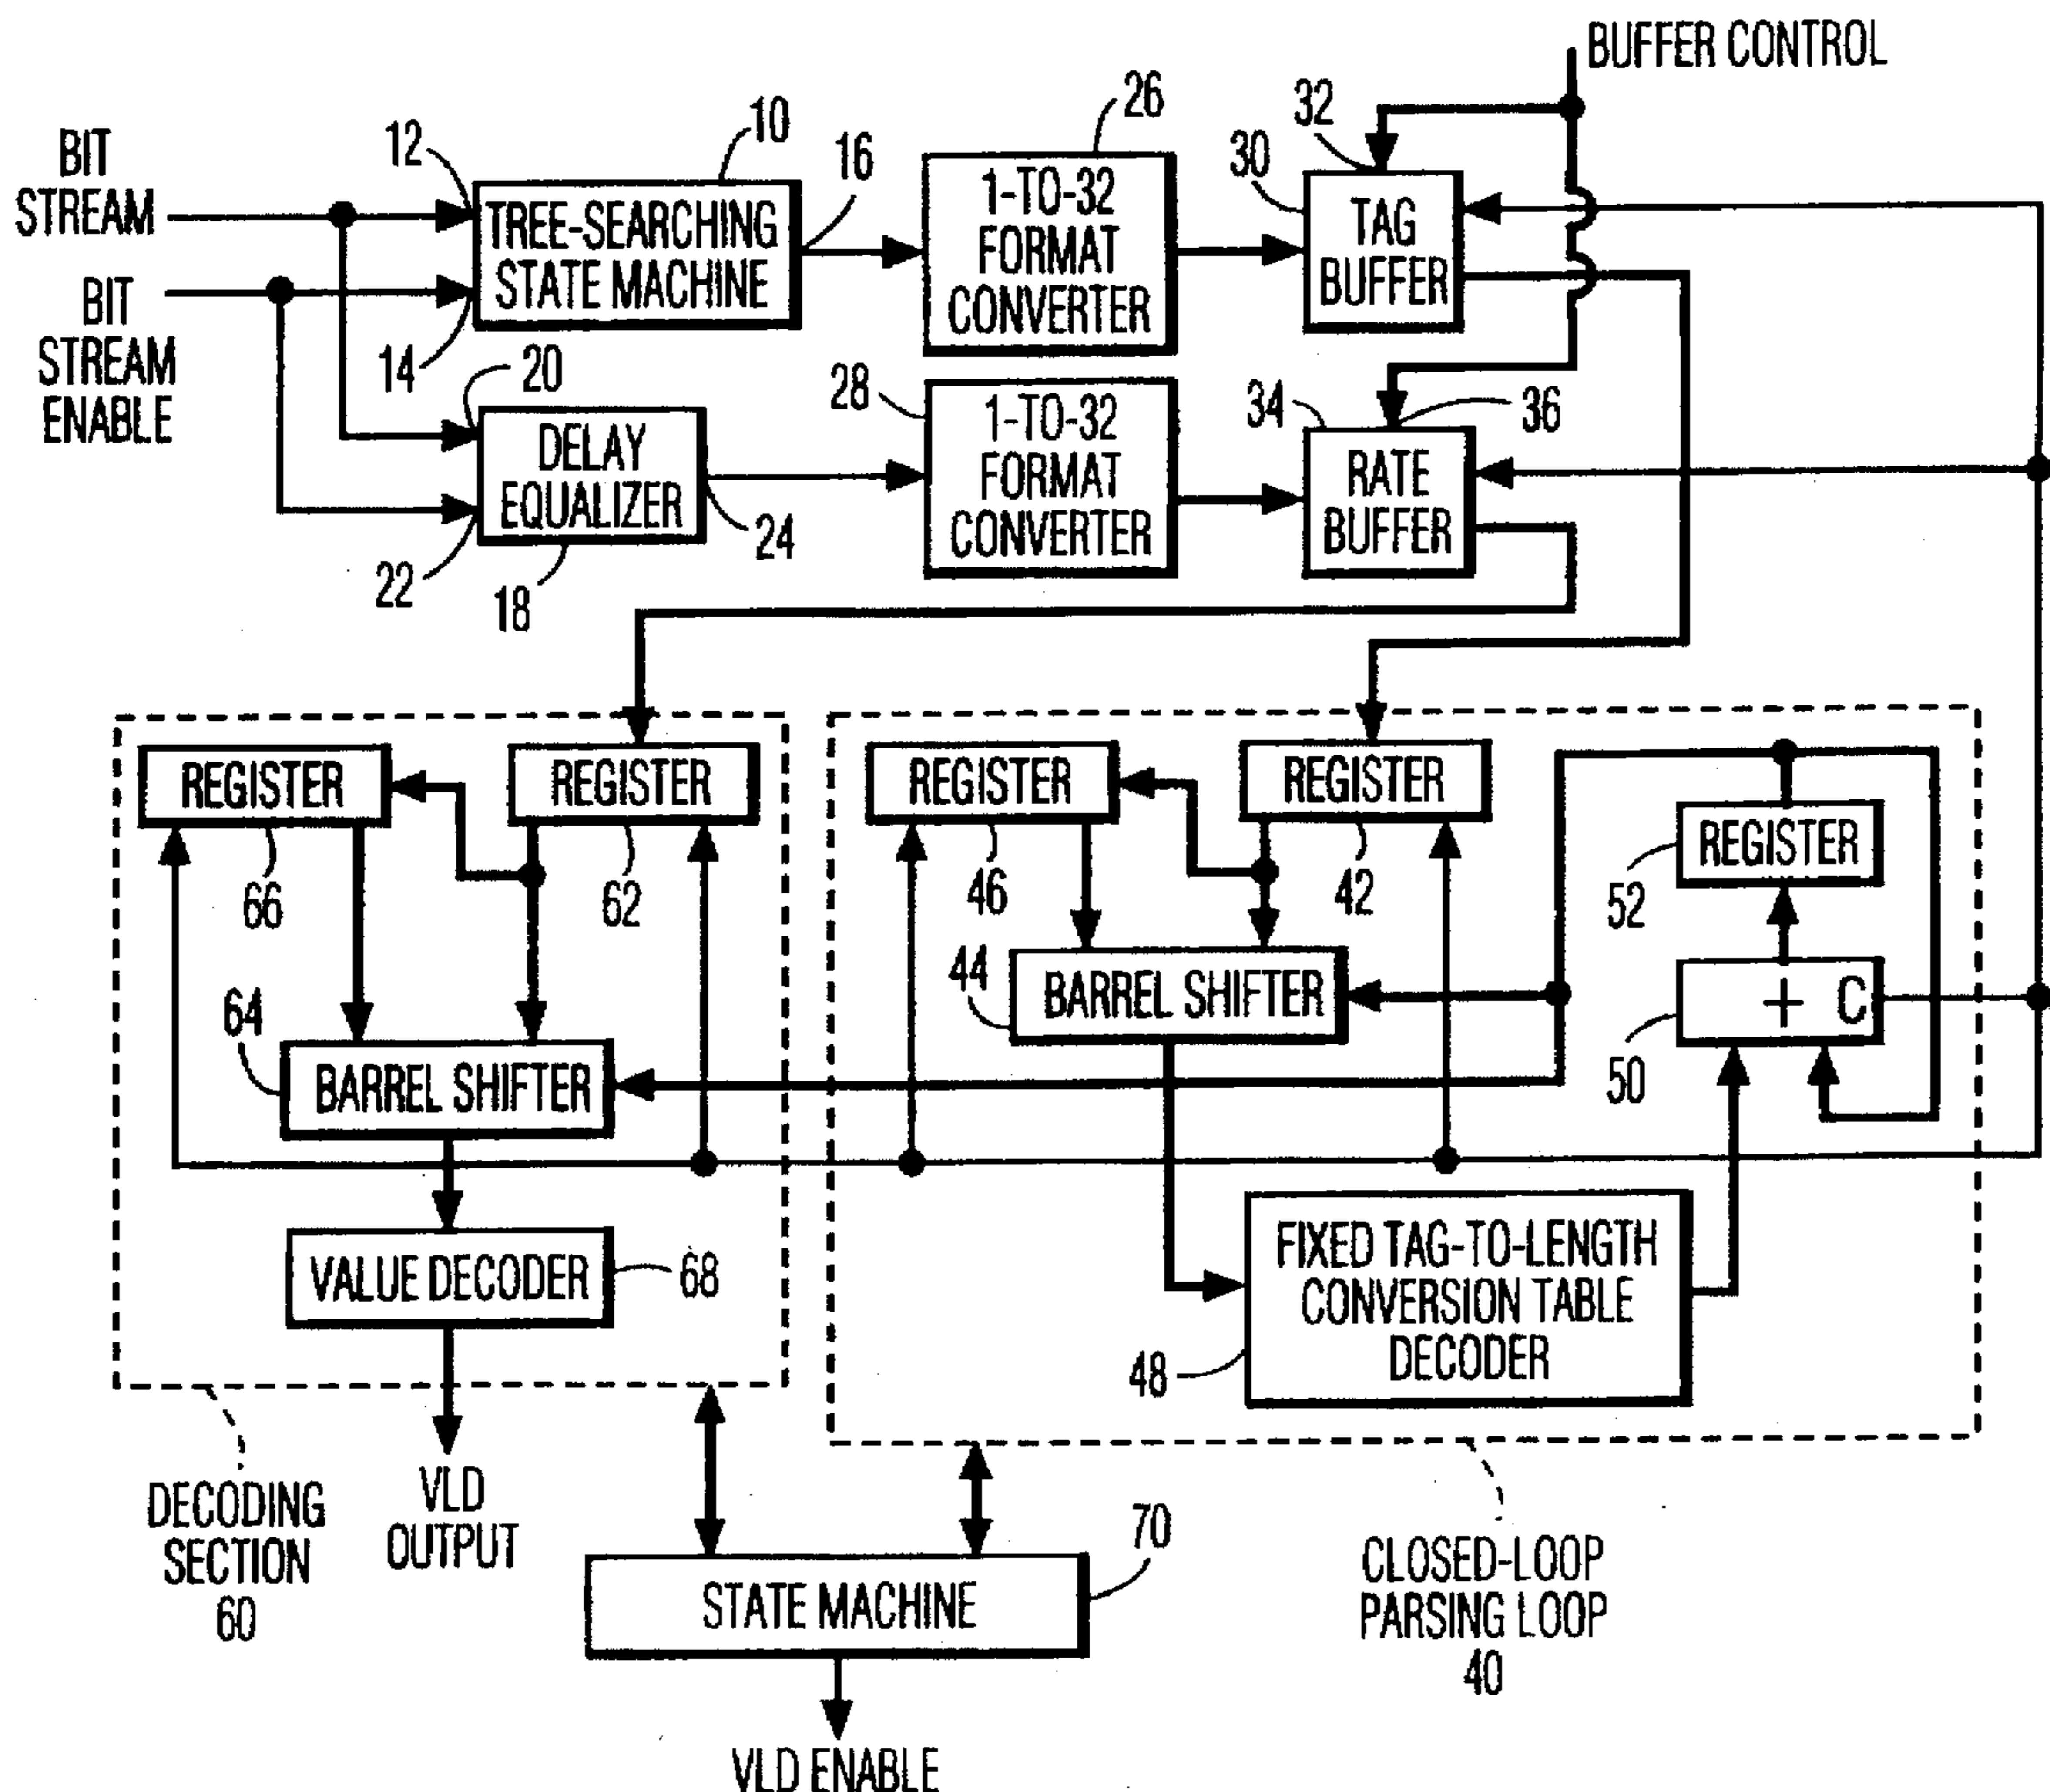 BUFFER CONTROL
BIT
STREAM
12
10
16
26
32
30
TREE-SEARCHING
STATE MACHINE
1-TO-32
FORMAT
CONVERTER
TAG
BUFFER
BIT
STREAM
ENABLE
14
20
22
18
24
DELAY
EQUALIZER
28
1-TO-32
FORMAT
CONVERTER
34
36
RATE
BUFFER
REGISTER
66
REGISTER
62
REGISTER
46
REGISTER
42
REGISTER
52
64
BARREL SHIFTER
44
BARREL SHIFTER
+ C
50
VALUE DECODER
68
FIXED TAG-TO-LENGTH
CONVERSION TABLE
DECODER
48
DECODING
SECTION
60
VLD
OUTPUT
STATE MACHINE
70
CLOSED-LOOP
PARSING LOOP
40
VLD ENABLE